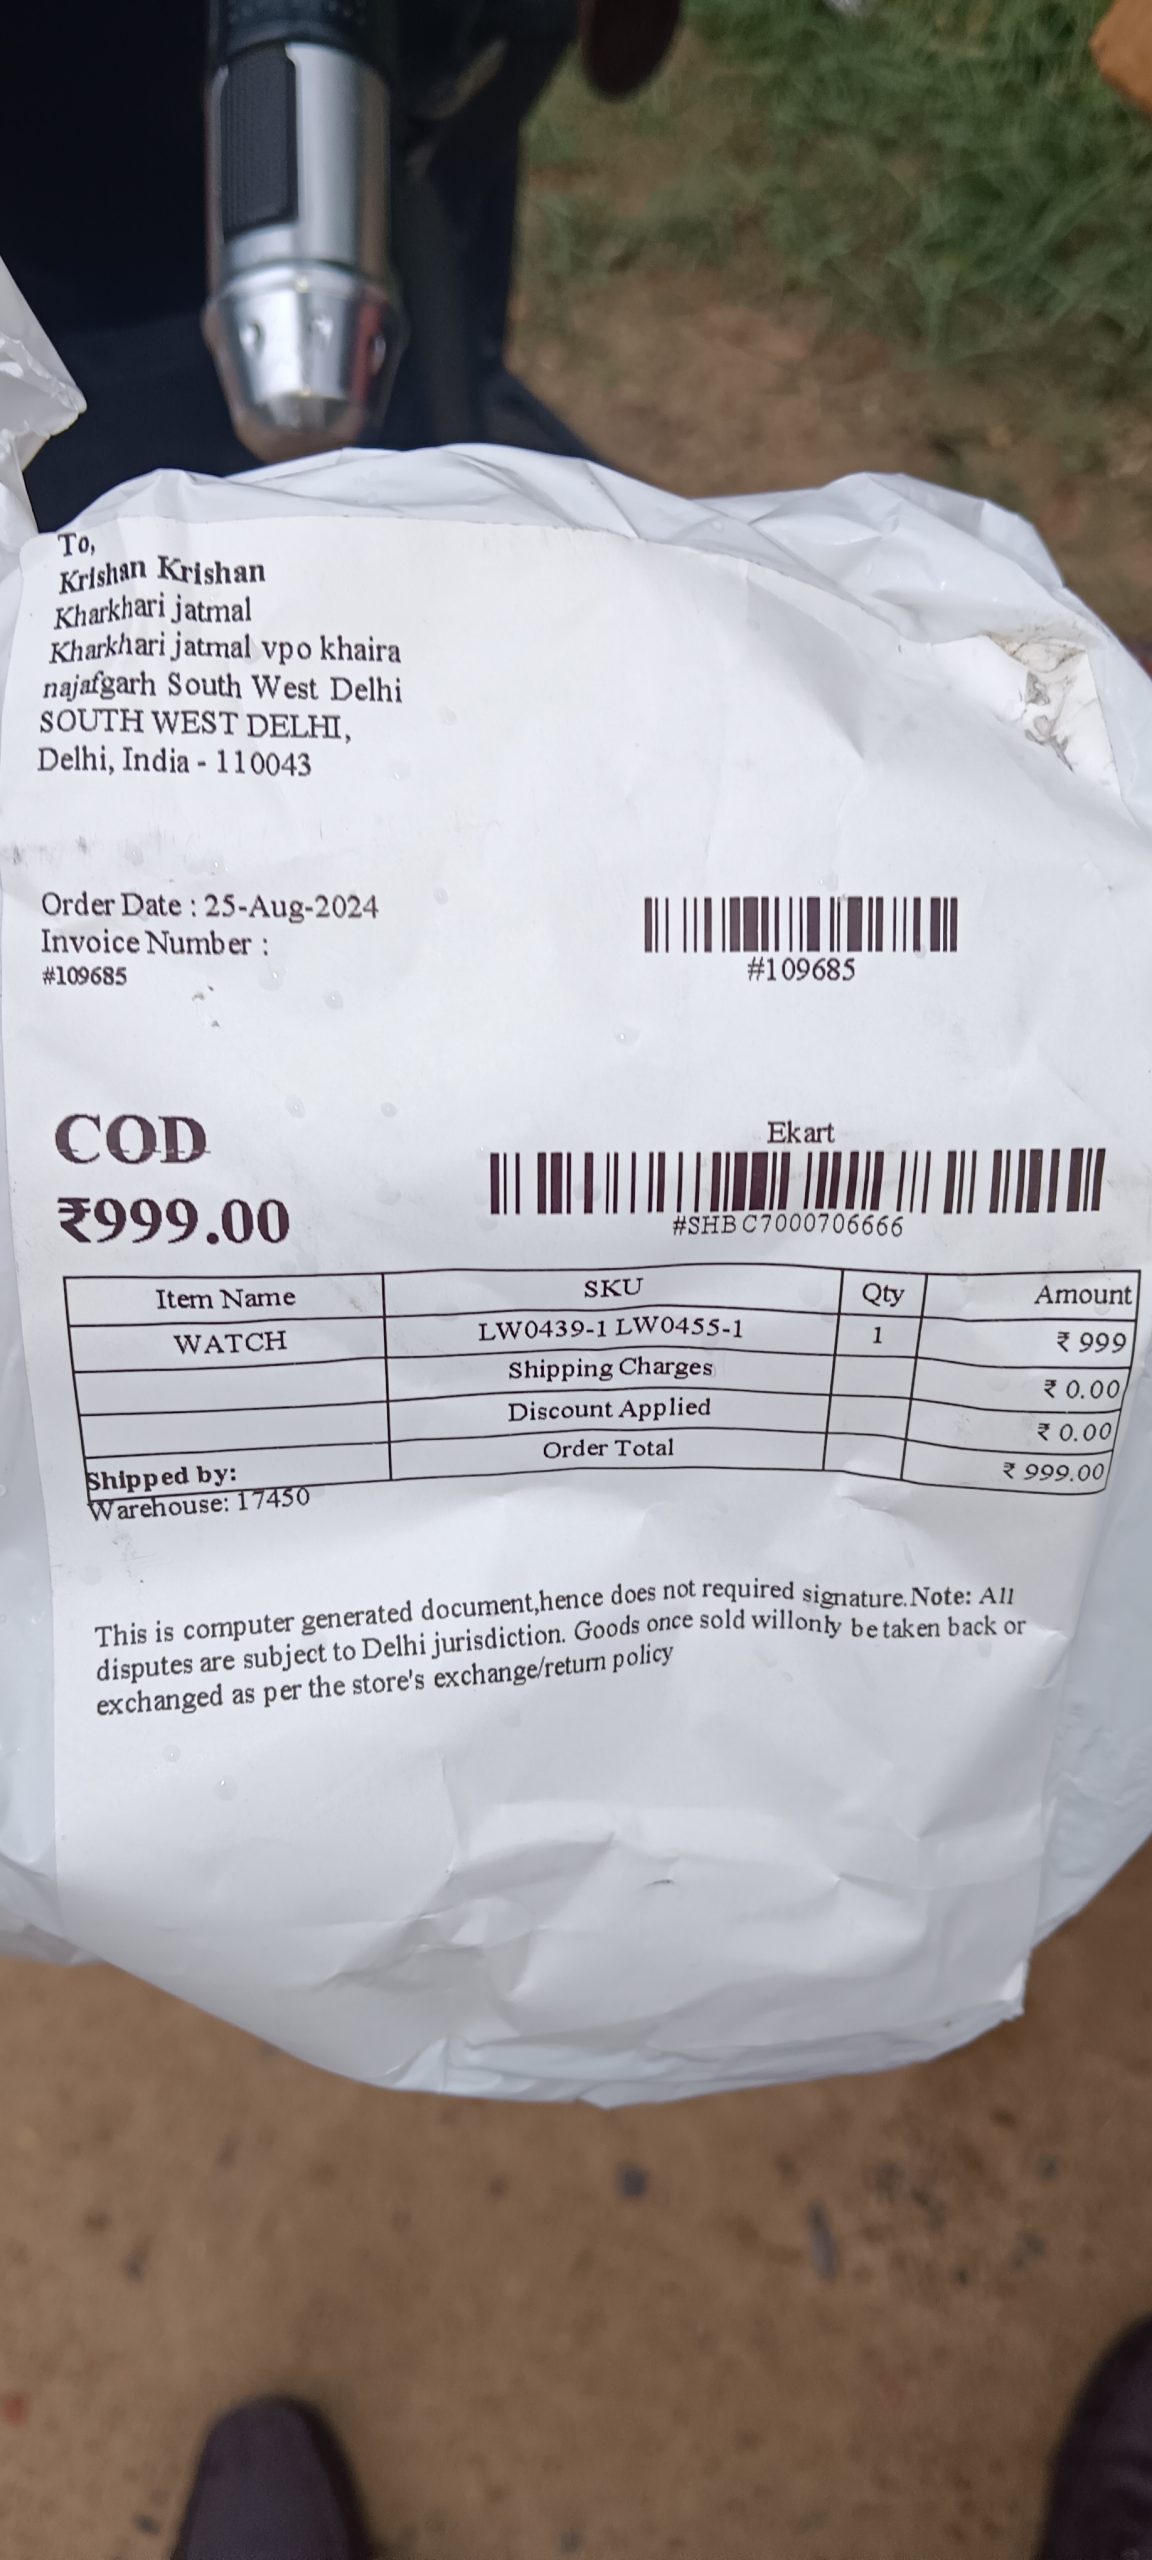 To,
Krishan Krishan
Kharkhari jatmal
Kharkhari jatmal vpo khaira
najafgarh South West Delhi
SOUTH WEST DELHI,
Delhi, India - 110043
Order Date : 25-Aug-2024
Invoice Number :
#109685
#109685
COD
₹999.00
Ekart
#SHBC7000706666
Item Name SKU Qty Amount
WATCH LW0439-1 LW0455-1 1 ₹ 999
Shipping Charges ₹ 0.00
Discount Applied ₹ 0.00
Order Total ₹ 999.00
Shipped by:
Warehouse: 17450
This is computer generated document,hence does not required signature.Note: All
disputes are subject to Delhi jurisdiction. Goods once sold willonly be taken back or
exchanged as per the store's exchange/return policy